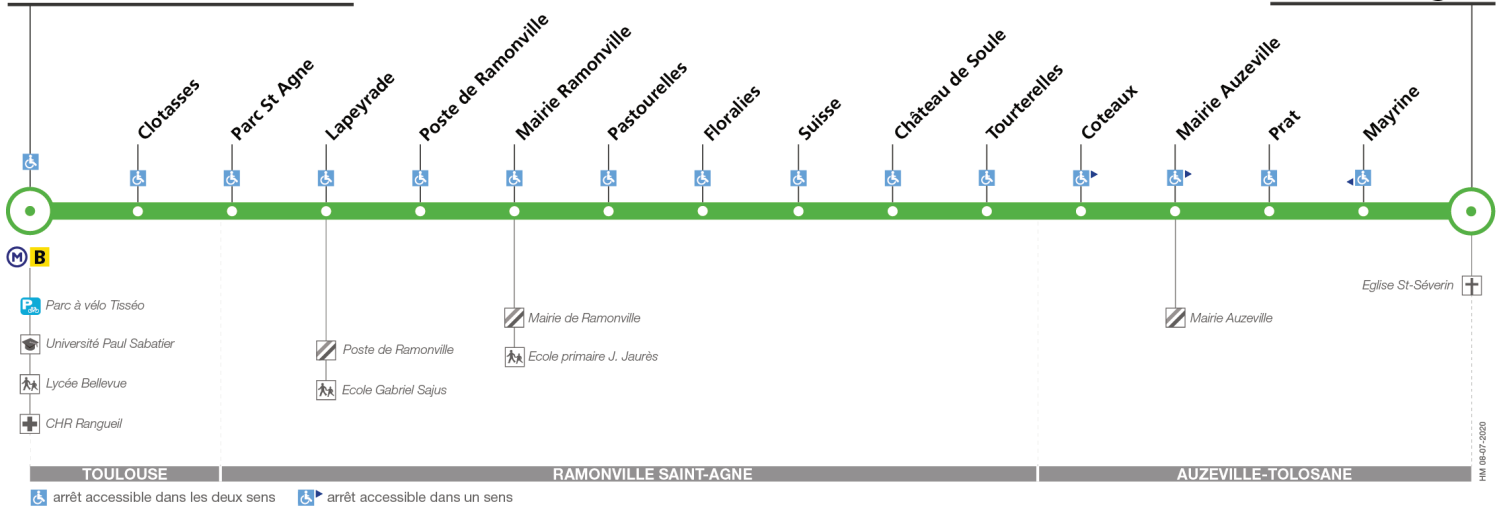 Clotasses
Parc St Agne
Lapeyrade
Poste de Ramonville
Mairie Ramonville
Pastourelles
Floralies
Suisse
Château de Soule
Tourterelles
Coteaux
Mairie Auzeville
Prat
Mayrine
M B
P Parc à vélo Tisséo
Université Paul Sabatier
Lycée Bellevue
CHR Rangueil
Poste de Ramonville
Ecole Gabriel Sajus
Mairie de Ramonville
Ecole primaire J. Jaurès
Mairie Auzeville
Eglise St-Séverin
HM 08-07-2020
TOULOUSE
RAMONVILLE SAINT-AGNE
AUZEVILLE-TOLOSANE
arrêt accessible dans les deux sens
arrêt accessible dans un sens